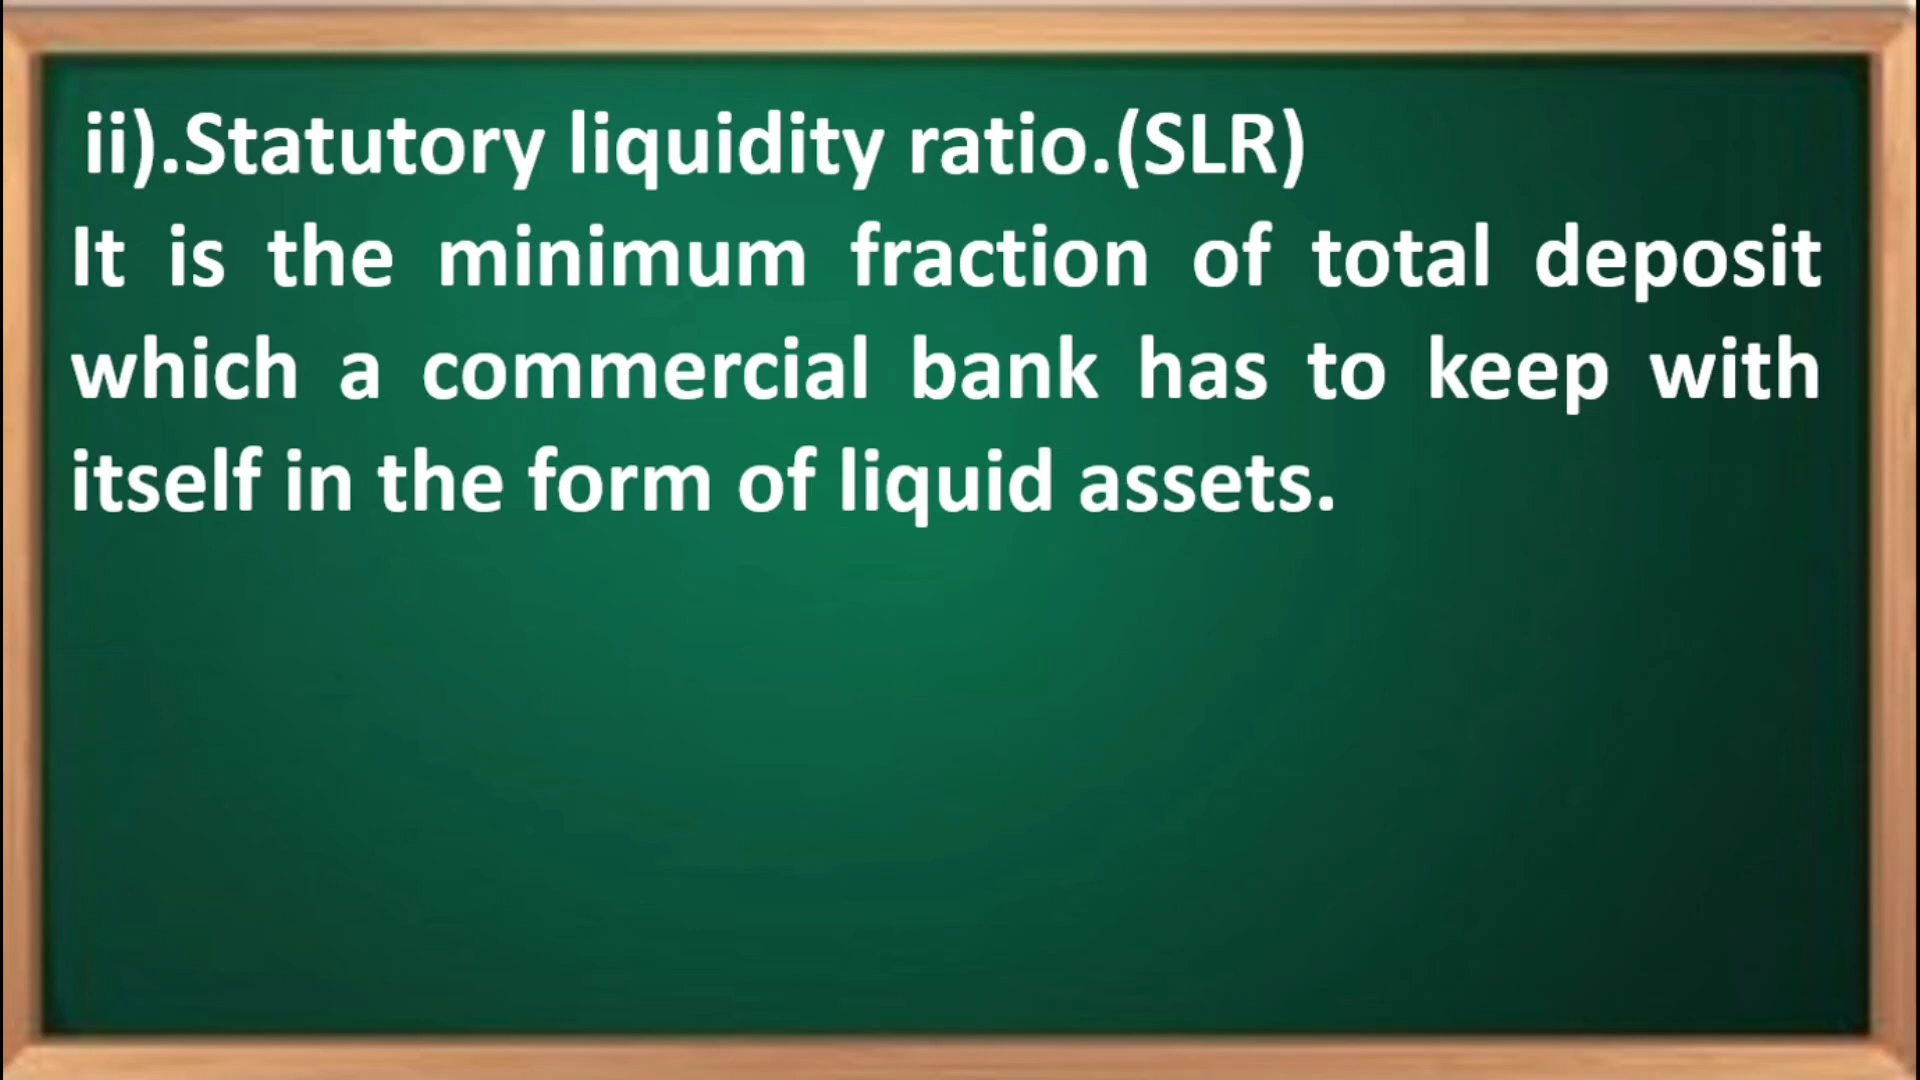 ii).Statutory liquidity ratio.(SLR)
It is the minimum fraction of total deposit
which a commercial bank has to keep with
itself in the form of liquid assets.